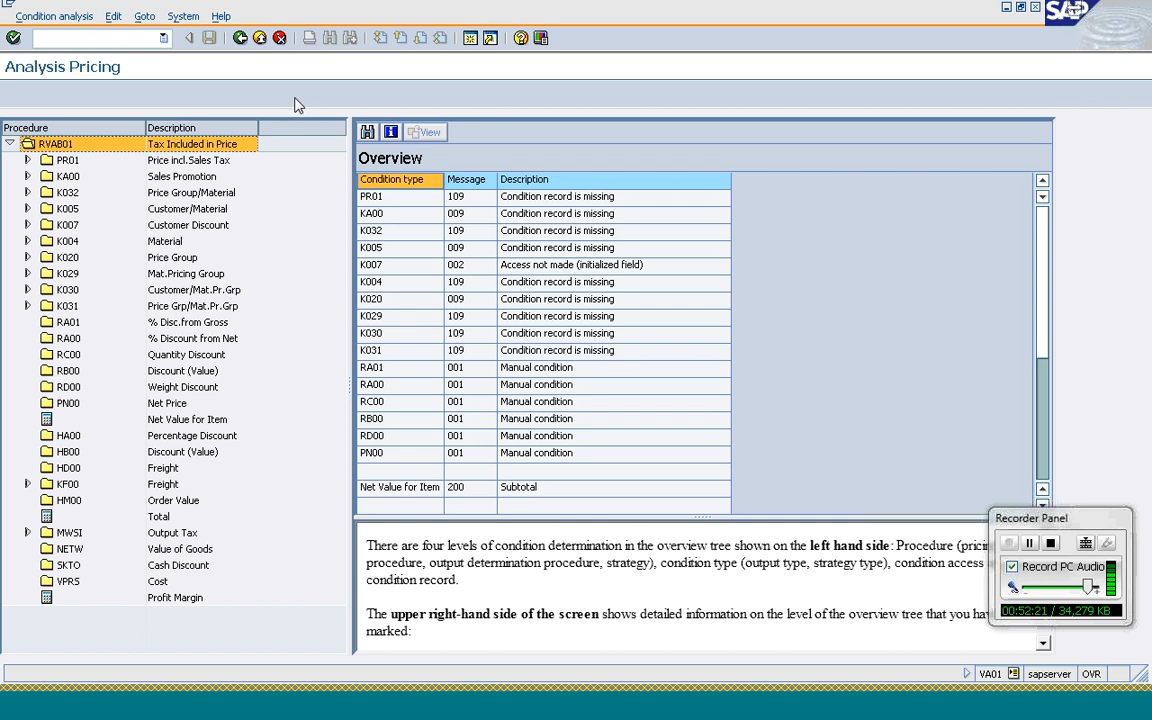 Condition analysis Edit Goto System Help
SAP
Analysis Pricing
Procedure Description
RVAB01 Tax Included in Price
PR01 Price incl.Sales Tax
KA00 Sales Promotion
K032 Price Group/Material
K005 Customer/Material
K007 Customer Discount
K004 Material
K020 Price Group
K029 Mat.Pricing Group
K030 Customer/Mat.Pr.Grp
K031 Price Grp/Mat.Pr.Grp
RA01 % Disc.from Gross
RA00 % Discount from Net
RC00 Quantity Discount
RB00 Discount (Value)
RD00 Weight Discount
PN00 Net Price
Net Value for Item
HA00 Percentage Discount
HB00 Discount (Value)
HD00 Freight
KF00 Freight
HM00 Order Value
Total
MWSI Output Tax
NETW Value of Goods
SKTO Cash Discount
VPRS Cost
Profit Margin
View
Overview
Condition type Message Description
PR01 109 Condition record is missing
KA00 009 Condition record is missing
K032 109 Condition record is missing
K005 009 Condition record is missing
K007 002 Access not made (initialized field)
K004 109 Condition record is missing
K020 009 Condition record is missing
K029 109 Condition record is missing
K030 109 Condition record is missing
K031 109 Condition record is missing
RA01 001 Manual condition
RA00 001 Manual condition
RC00 001 Manual condition
RB00 001 Manual condition
RD00 001 Manual condition
PN00 001 Manual condition
Net Value for Item 200 Subtotal
There are four levels of condition determination in the overview tree shown on the left hand side: Procedure (pricin
procedure, output determination procedure, strategy), condition type (output type, strategy type), condition access
condition record.
The upper right-hand side of the screen shows detailed information on the level of the overview tree that you hav
marked:
Recorder Panel
Record PC Audio
00:52:21 / 34,279 KB
VA01 sapserver OVR